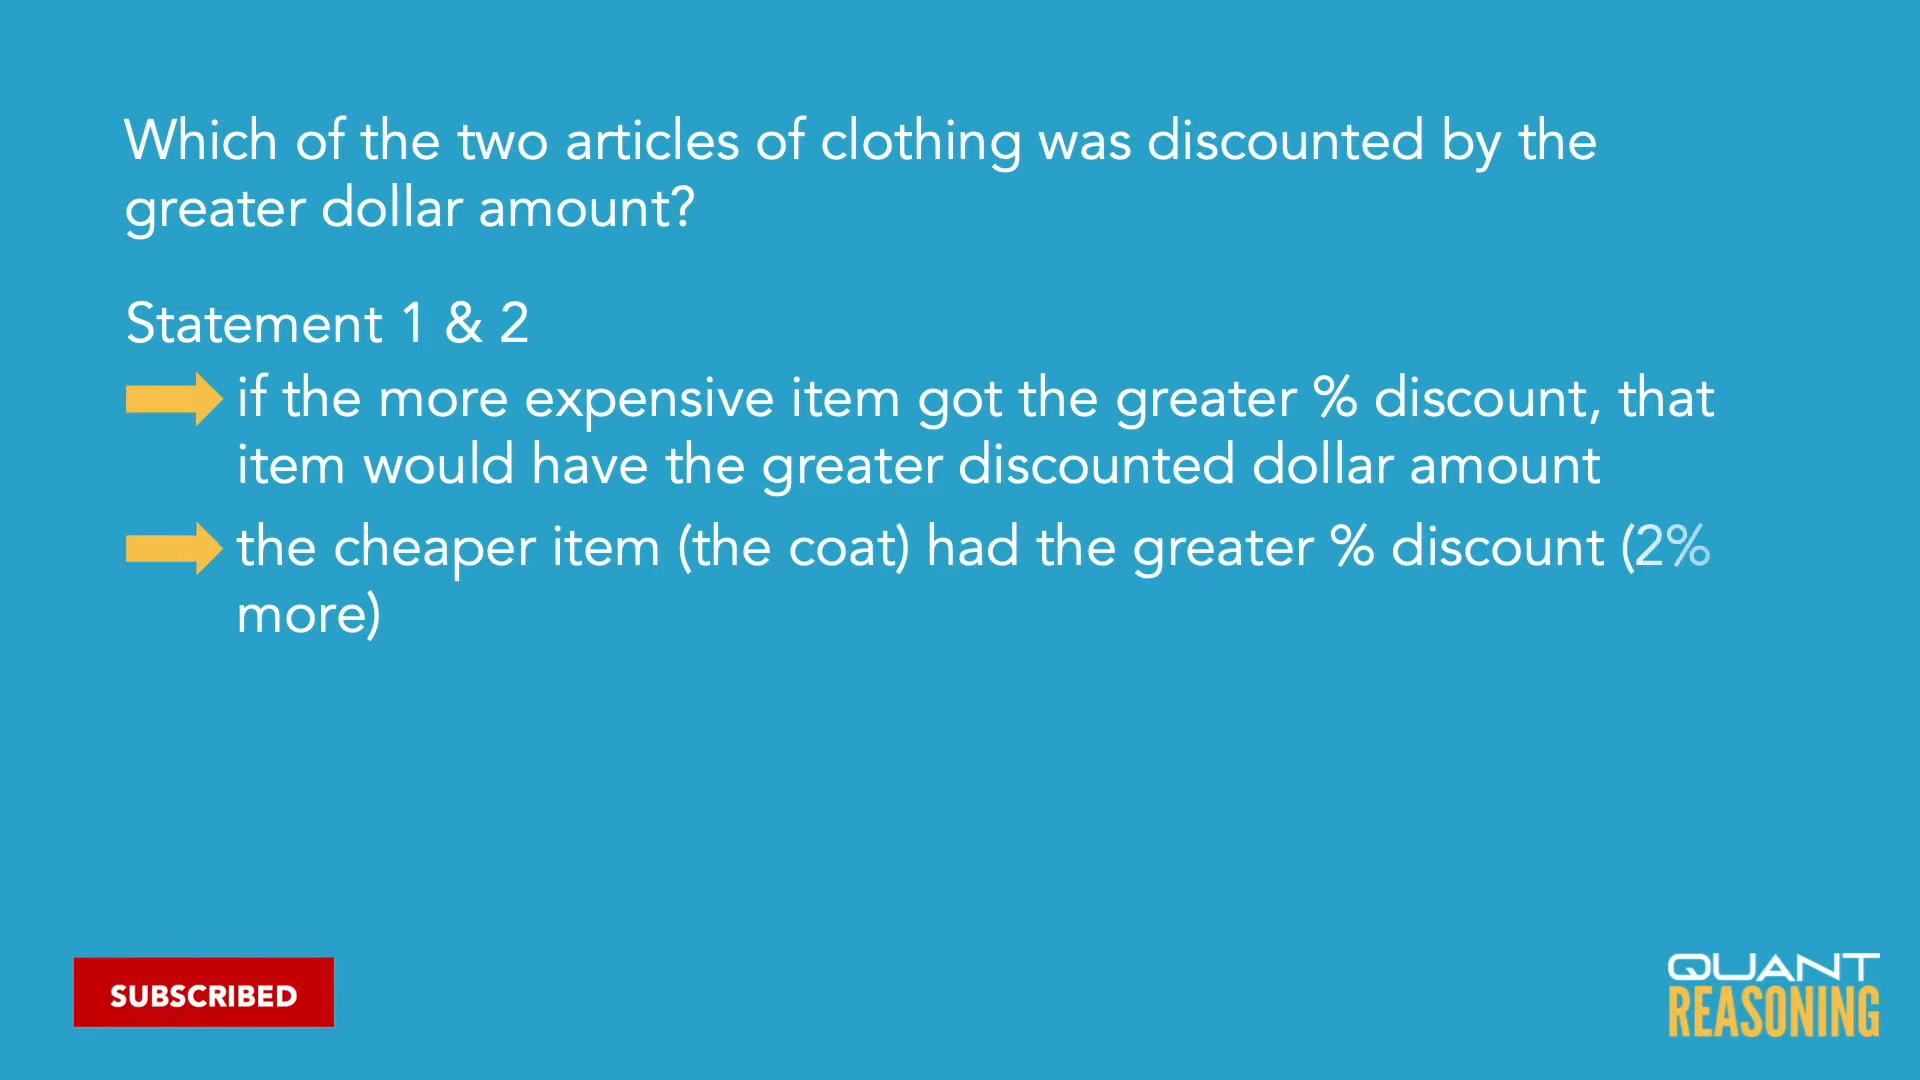 Which of the two articles of clothing was discounted by the
greater dollar amount?
Statement 1 & 2
if the more expensive item got the greater % discount, that
item would have the greater discounted dollar amount
the cheaper item (the coat) had the greater % discount (2%
more)
SUBSCRIBED
QUANT
REASONING